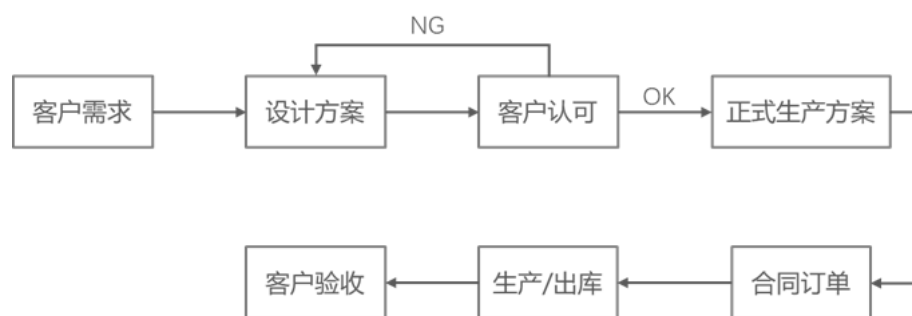 NG
客户需求
设计方案
客户认可
OK
正式生产方案
客户验收
生产/出库
合同订单